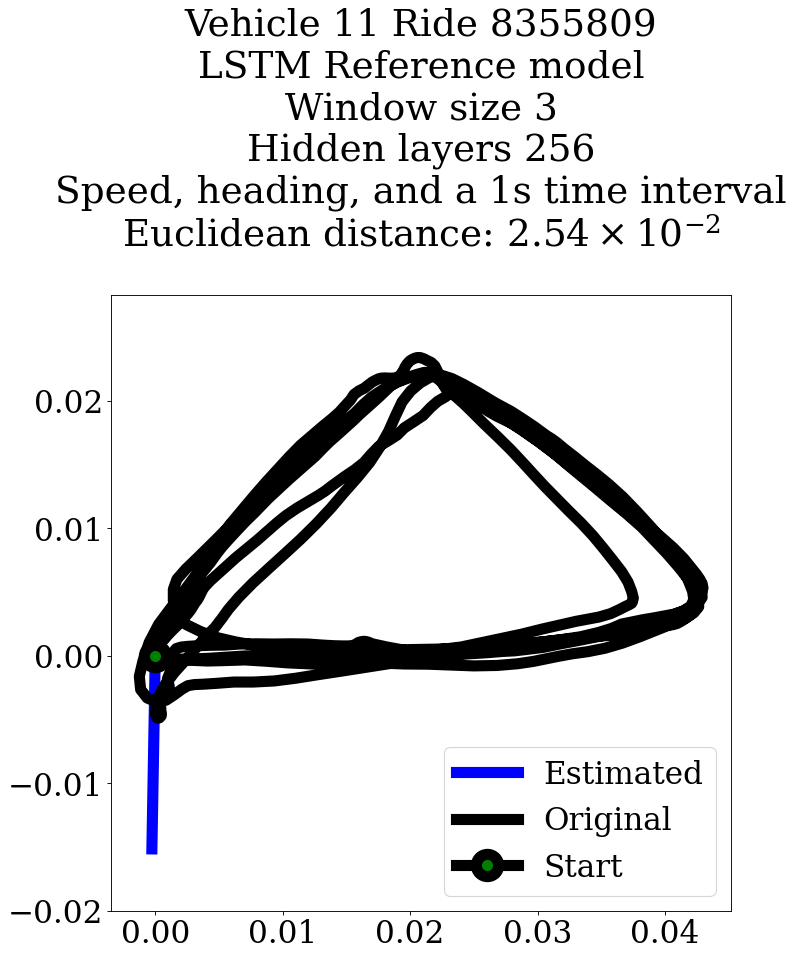 Vehicle 11 Ride 8355809
LSTM Reference model
Window size 3
Hidden layers 256
Speed, heading, and a 1s time interval
Euclidean distance: 2.54 × 10⁻²
0.02
0.01
0.00
−0.01
−0.02
0.00 0.01 0.02 0.03 0.04
Estimated
Original
Start